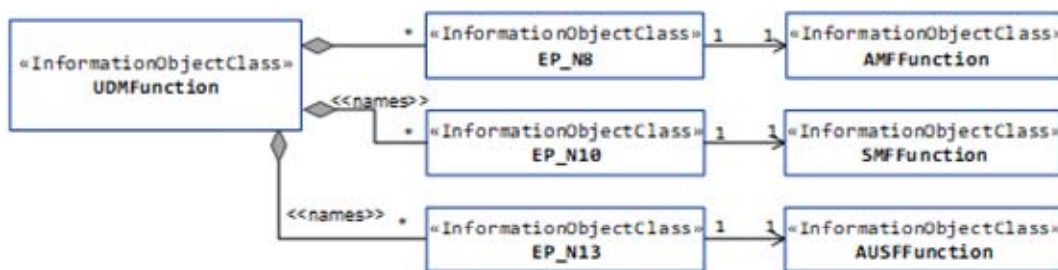 «InformationObjectClass»
UDMFunction
*
«InformationObjectClass»
EP_N8
1
1
«InformationObjectClass»
AMFFunction
<<names>>
*
«InformationObjectClass»
EP_N10
1
1
«InformationObjectClass»
SMFFunction
<<names>>
*
«InformationObjectClass»
EP_N13
1
1
«InformationObjectClass»
AUSFFunction